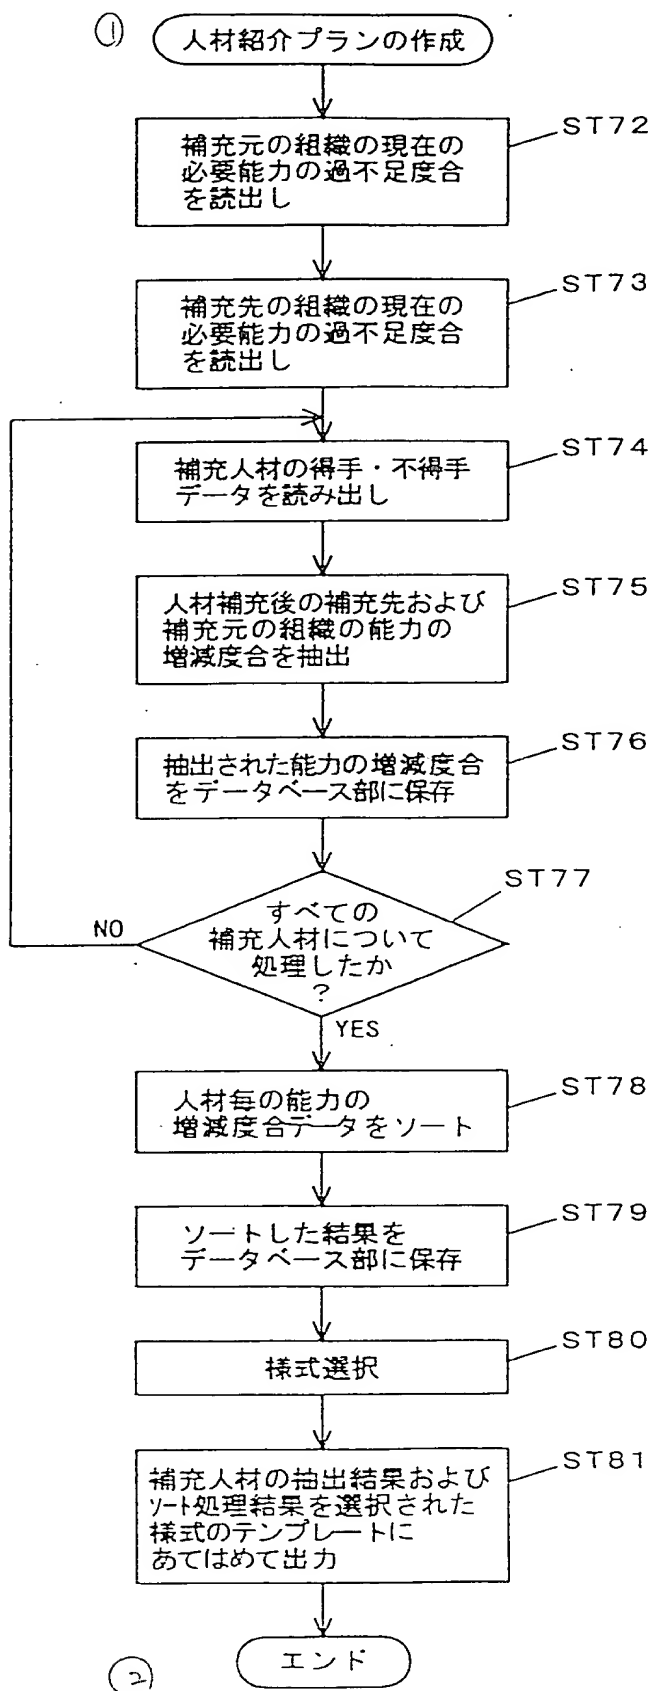 ①
人材紹介プランの作成
ST72
補充元の組織の現在の
必要能力の過不足度合
を読出し
ST73
補充先の組織の現在の
必要能力の過不足度合
を読出し
ST74
補充人材の得手・不得手
データを読み出し
ST75
人材補充後の補充先および
補充元の組織の能力の
増減度合を抽出
ST76
抽出された能力の増減度合
をデータベース部に保存
ST77
すべての
補充人材について
処理したか
?
NO
YES
ST78
人材毎の能力の
増減度合データをソート
ST79
ソートした結果を
データベース部に保存
ST80
様式選択
ST81
補充人材の抽出結果および
ソート処理結果を選択された
様式のテンプレートに
あてはめて出力
エンド
②